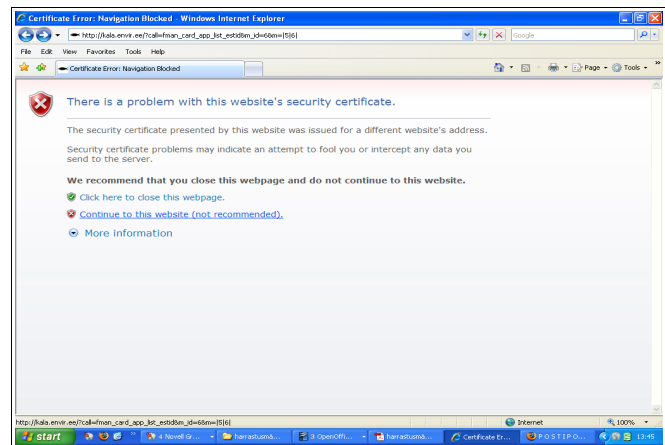 Certificate Error: Navigation Blocked - Windows Internet Explorer
http://kala.envir.ee/?call=fman_card_app_list_estid&m_id=68m=|5|6|
Google
File Edit View Favorites Tools Help
Certificate Error: Navigation Blocked
Page Tools
There is a problem with this website's security certificate.
The security certificate presented by this website was issued for a different website's address.
Security certificate problems may indicate an attempt to fool you or intercept any data you
send to the server.
We recommend that you close this webpage and do not continue to this website.
Click here to close this webpage.
Continue to this website (not recommended).
More information
http://kala.envir.ee/?call=fman_card_app_list_estid&m_id=68m=|5|6|
Internet
100%
start
4 Novell Gr...
harrastusmä...
3 OpenOffi...
harrastusmä...
Certificate Er...
POSTIPO...
13:45